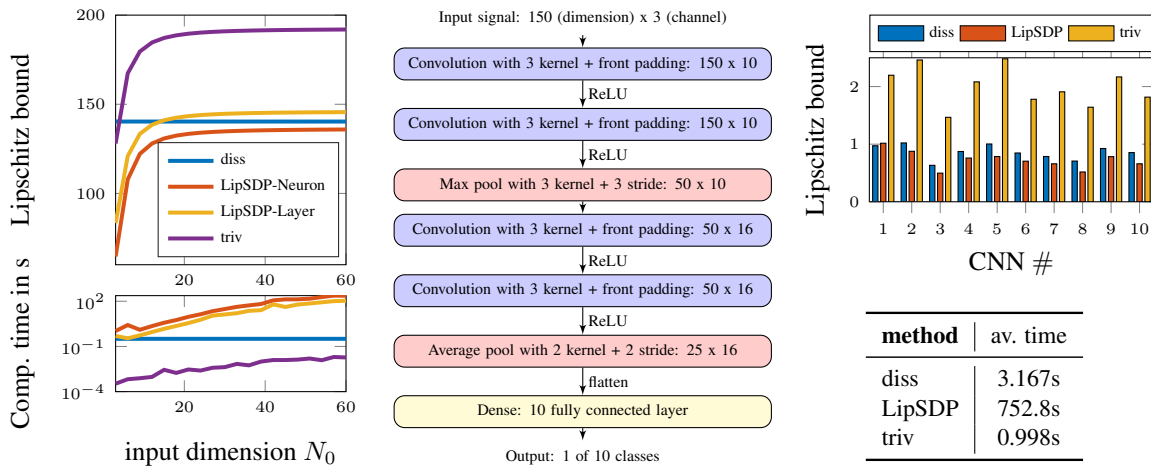 200
150
100
Lipschitz bound
diss
LipSDP-Neuron
LipSDP-Layer
triv
20 40 60
10^2
10^−1
10^−4
Comp. time in s
20 40 60
input dimension N_0
Input signal: 150 (dimension) x 3 (channel)
Convolution with 3 kernel + front padding: 150 x 10
ReLU
Convolution with 3 kernel + front padding: 150 x 10
ReLU
Max pool with 3 kernel + 3 stride: 50 x 10
Convolution with 3 kernel + front padding: 50 x 16
ReLU
Convolution with 3 kernel + front padding: 50 x 16
ReLU
Average pool with 2 kernel + 2 stride: 25 x 16
flatten
Dense: 10 fully connected layer
Output: 1 of 10 classes
diss LipSDP triv
2
1
0
Lipschitz bound
1 2 3 4 5 6 7 8 9 10
CNN #
method av. time
diss 3.167s
LipSDP 752.8s
triv 0.998s